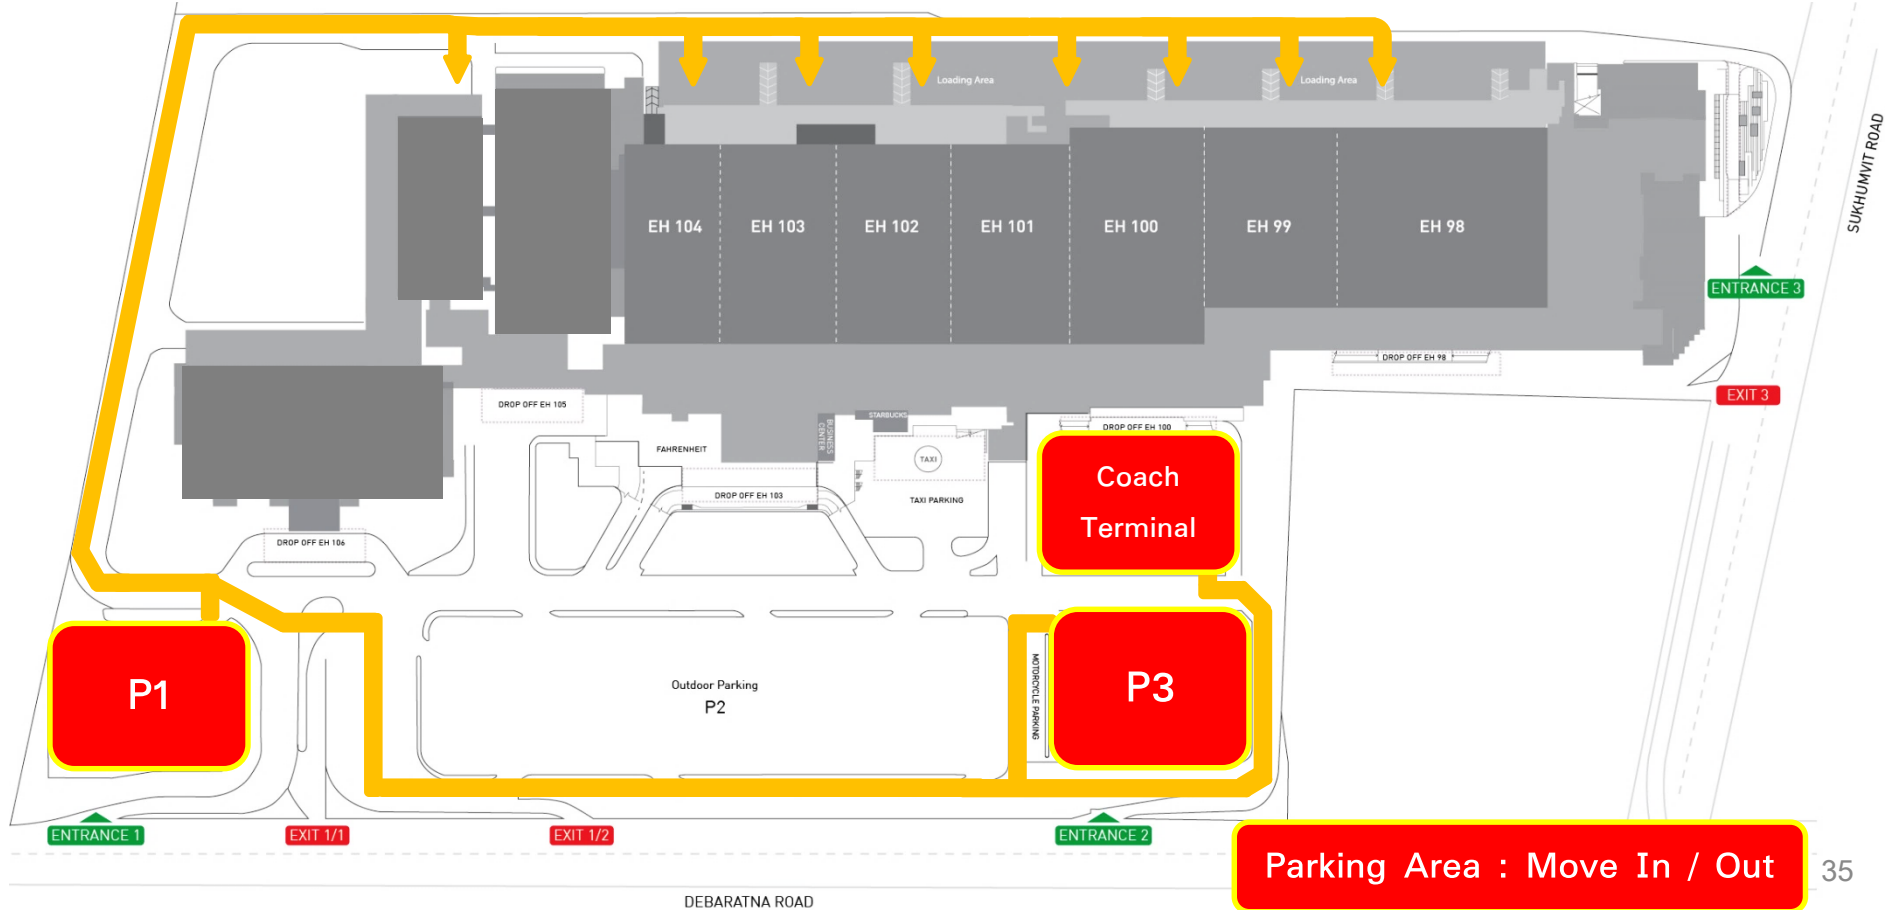 Loading Area
Loading Area
SUKHUMVIT ROAD
EH 104
EH 103
EH 102
EH 101
EH 100
EH 99
EH 98
ENTRANCE 3
DROP OFF EH 98
EXIT 3
DROP OFF EH 105
STARBUCKS
BUSINESS
CENTER
DROP OFF EH 100
FAHRENHEIT
TAXI
Coach
Terminal
DROP OFF EH 103
TAXI PARKING
DROP OFF EH 106
P1
Outdoor Parking
P2
MOTORCYCLE PARKING
P3
ENTRANCE 1
EXIT 1/1
EXIT 1/2
ENTRANCE 2
Parking Area : Move In / Out
35
DEBARATNA ROAD